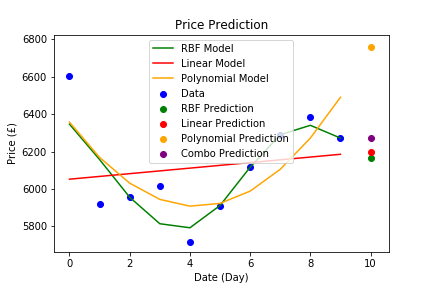 Price Prediction
6800
6600
6400
6200
6000
5800
Price (£)
RBF Model
Linear Model
Polynomial Model
Data
RBF Prediction
Linear Prediction
Polynomial Prediction
Combo Prediction
0 2 4 6 8 10
Date (Day)